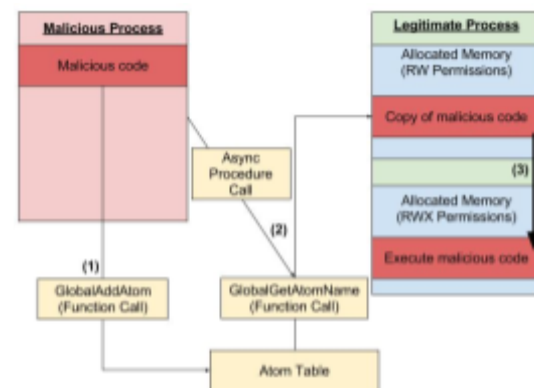 Malicious Process
Malicious code
Async
Procedure
Call
(1)
(2)
GlobalAddAtom
(Function Call)
GlobalGetAtomName
(Function Call)
Atom Table
Legitimate Process
Allocated Memory
(RW Permissions)
Copy of malicious code
(3)
Allocated Memory
(RWX Permissions)
Execute malicious code